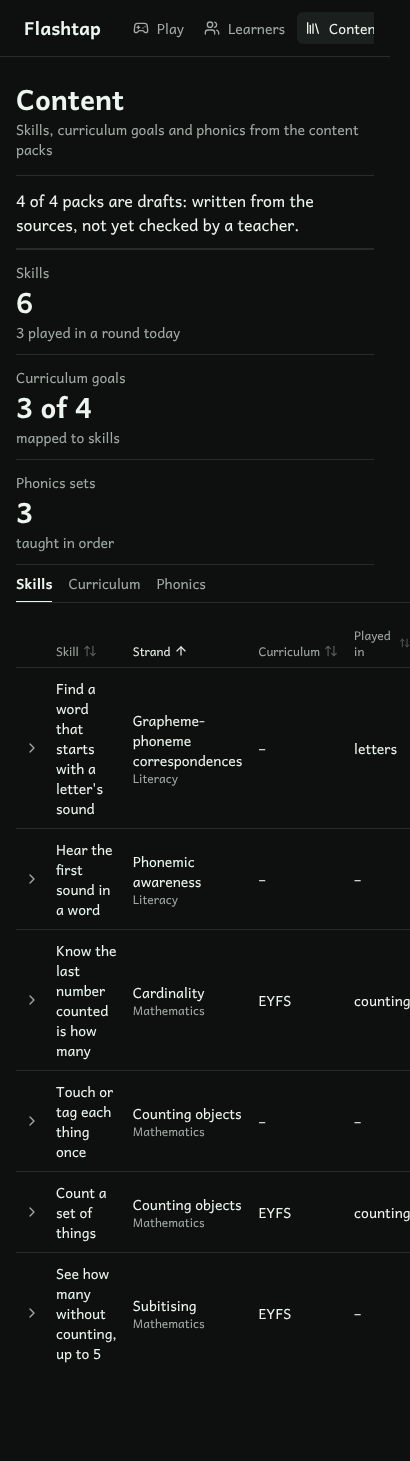 Flashtap
Play
Learners
Content
Skills, curriculum goals and phonics from the content
packs
4 of 4 packs are drafts: written from the
sources, not yet checked by a teacher.
Skills
6
3 played in a round today
Curriculum goals
3 of 4
mapped to skills
Phonics sets
3
taught in order
Skills Curriculum Phonics
Skill
Strand
Curriculum
Played
in
Find a
word
that
starts
with a
letter's
sound
Grapheme-
phoneme
correspondences
Literacy
–
letters
Hear the
first
sound in
a word
Phonemic
awareness
Literacy
–
–
Know the
last
number
counted
is how
many
Cardinality
Mathematics
EYFS
counting
Touch or
tag each
thing
once
Counting objects
Mathematics
–
–
Count a
set of
things
Counting objects
Mathematics
EYFS
counting
See how
many
without
counting,
up to 5
Subitising
Mathematics
EYFS
–